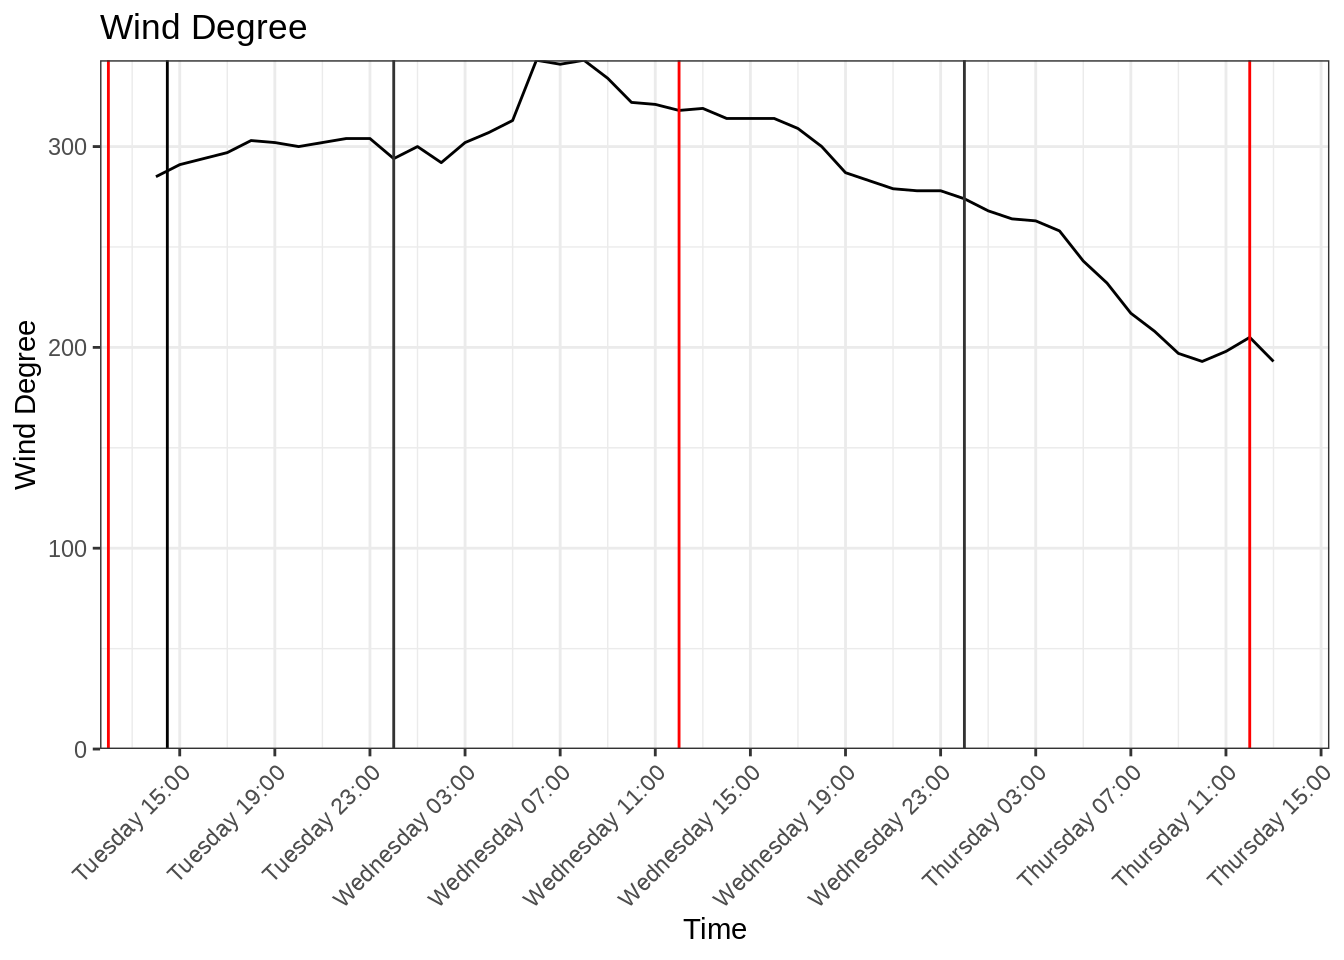 Wind Degree
Wind Degree
300
200
100
0
Tuesday 15:00
Tuesday 19:00
Tuesday 23:00
Wednesday 03:00
Wednesday 07:00
Wednesday 11:00
Wednesday 15:00
Wednesday 19:00
Wednesday 23:00
Thursday 03:00
Thursday 07:00
Thursday 11:00
Thursday 15:00
Time